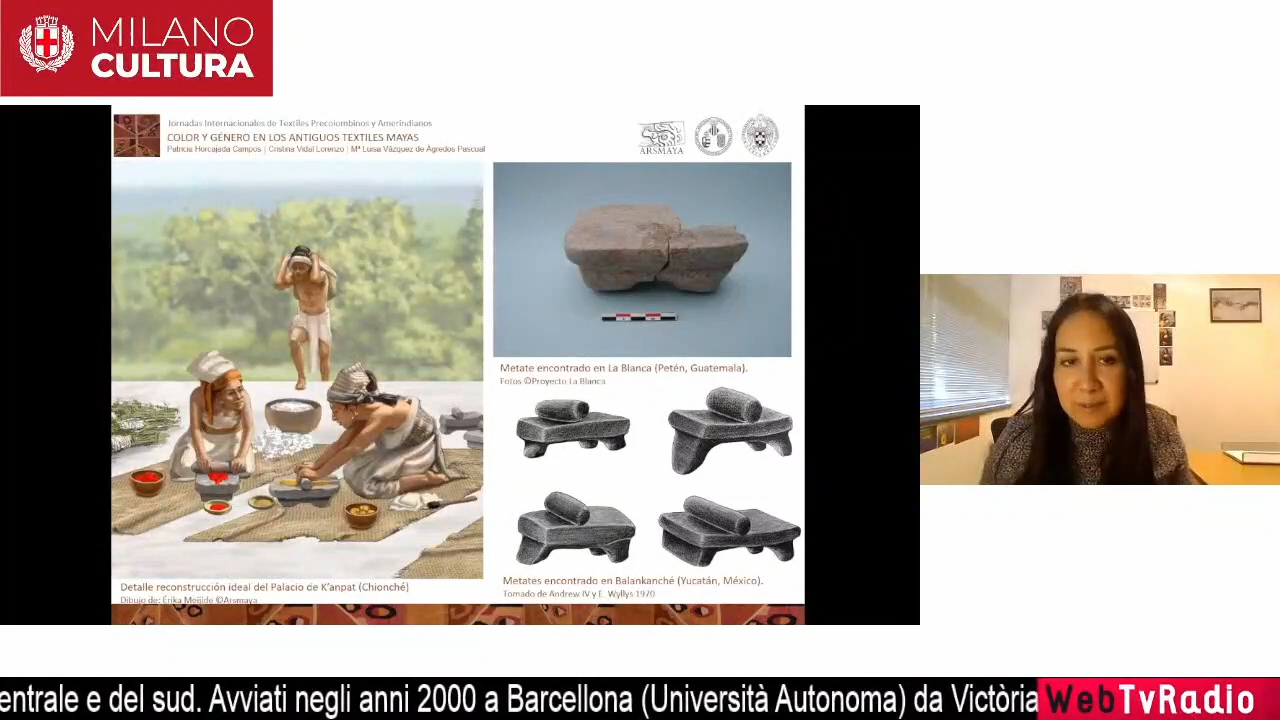 MILANO
CULTURA
Jornadas Internacionales de Textiles Precolombinos y Amerindianos
COLOR Y GÉNERO EN LOS ANTIGUOS TEXTILES MAYAS
Patricia Horcajada Campos | Cristina Vidal Lorenzo | Mª Luisa Vázquez de Ágredos Pascual
ARSMAYA
Metate encontrado en La Blanca (Petén, Guatemala).
Fotos ©Proyecto La Blanca
Detalle reconstrucción ideal del Palacio de K'anpat (Chionché)
Dibujo de: Érika Meijide ©Arsmaya
Metates encontrado en Balankanché (Yucatán, México).
Tomado de Andrew IV y E. Wyllys 1970
entrale e del sud. Avviati negli anni 2000 a Barcellona (Università Autonoma) da Victòria
WebTvRadio